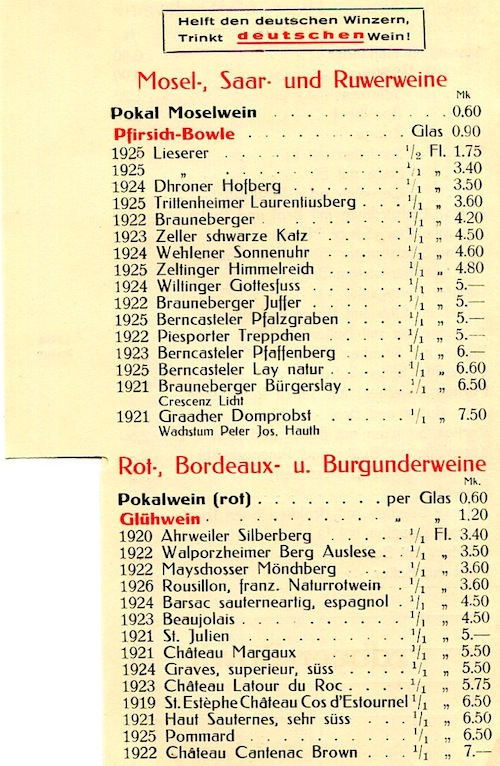 Helft den deutschen Winzern,
Trinkt deutschen Wein!
Mosel-, Saar- und Ruwerweine
Mk
Pokal Moselwein . . . . . . . . . . . 0.60
Pfirsich-Bowle . . . . . . . . . . Glas 0.90
1925 Lieserer . . . . . . . . . . 1/2 Fl. 1.75
1925 „ . . . . . . . . . . 1/1 „ 3.40
1924 Dhroner Hofberg . . . . . . . 1/1 „ 3.50
1925 Trittenheimer Laurentiusberg . . . 1/1 „ 3.60
1922 Brauneberger . . . . . . . . 1/1 „ 4.20
1923 Zeller schwarze Katz . . . . . 1/1 „ 4.50
1924 Wehlener Sonnenuhr . . . . . 1/1 „ 4.60
1925 Zeltinger Himmelreich . . . . . 1/1 „ 4.80
1924 Wiltinger Gottesfuss . . . . . 1/1 „ 5.—
1922 Brauneberger Juffer . . . . . . 1/1 „ 5.—
1925 Berncasteler Pfalzgraben . . . . 1/1 „ 5.—
1922 Piesporter Treppchen . . . . . 1/1 „ 5.—
1923 Berncasteler Pfaffenberg . . . . 1/1 „ 6.—
1925 Berncasteler Lay natur . . . . . 1/1 „ 6.60
1921 Brauneberger Bürgerslay . . . . 1/1 „ 6.50
Crescenz Licht
1921 Graacher Domprobst . . . . . 1/1 „ 7.50
Wachstum Peter Jos. Hauth
Rot-, Bordeaux- u. Burgunderweine
Mk.
Pokalwein (rot) . . . . . . . . per Glas 0.60
Glühwein . . . . . . . . . . „ „ 1.20
1920 Ahrweiler Silberberg . . . . . 1/1 Fl. 3.40
1922 Walporzheimer Berg Auslese . . 1/1 „ 3.50
1922 Mayschosser Mönchberg . . . 1/1 „ 3.60
1926 Rousillon, franz. Naturrotwein . 1/1 „ 3.60
1924 Barsac sauterneartig, espagnol . 1/1 „ 4.50
1923 Beaujolais . . . . . . . . . 1/1 „ 4.50
1921 St. Julien . . . . . . . . . 1/1 „ 5.—
1921 Château Margaux . . . . . 1/1 „ 5.50
1924 Graves, superieur, süss . . . . 1/1 „ 5.50
1923 Château Latour du Roc . . . . 1/1 „ 5.75
1919 St. Estèphe Château Cos d'Estournel 1/1 „ 6.50
1921 Haut Sauternes, sehr süss . . . 1/1 „ 6.50
1925 Pommard . . . . . . . . . 1/1 „ 6.50
1922 Château Cantenac Brown . . . 1/1 „ 7.—